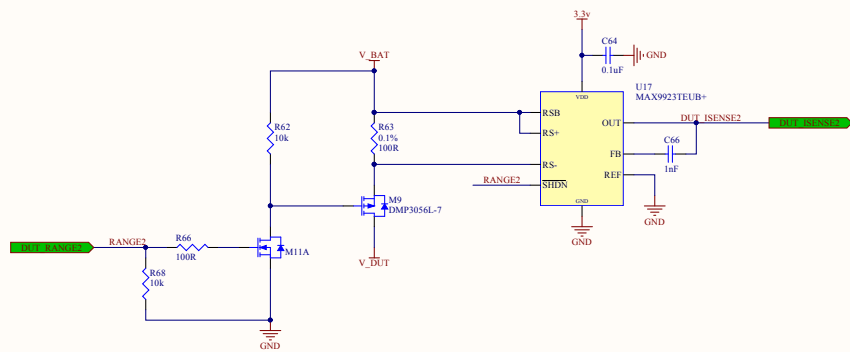 3.3v
C64
0.1uF
GND
V_BAT
U17
MAX9923TEUB+
VDD
R62
10k
R63
0.1%
100R
RSB
RS+
RS-
SHDN
OUT
FB
REF
GND
DUT_ISENSE2
DUT_ISENSE2
C66
1nF
RANGE2
GND
GND
M9
DMP3056L-7
DUT_RANGE2
RANGE2
R66
100R
M11A
V_DUT
R68
10k
GND